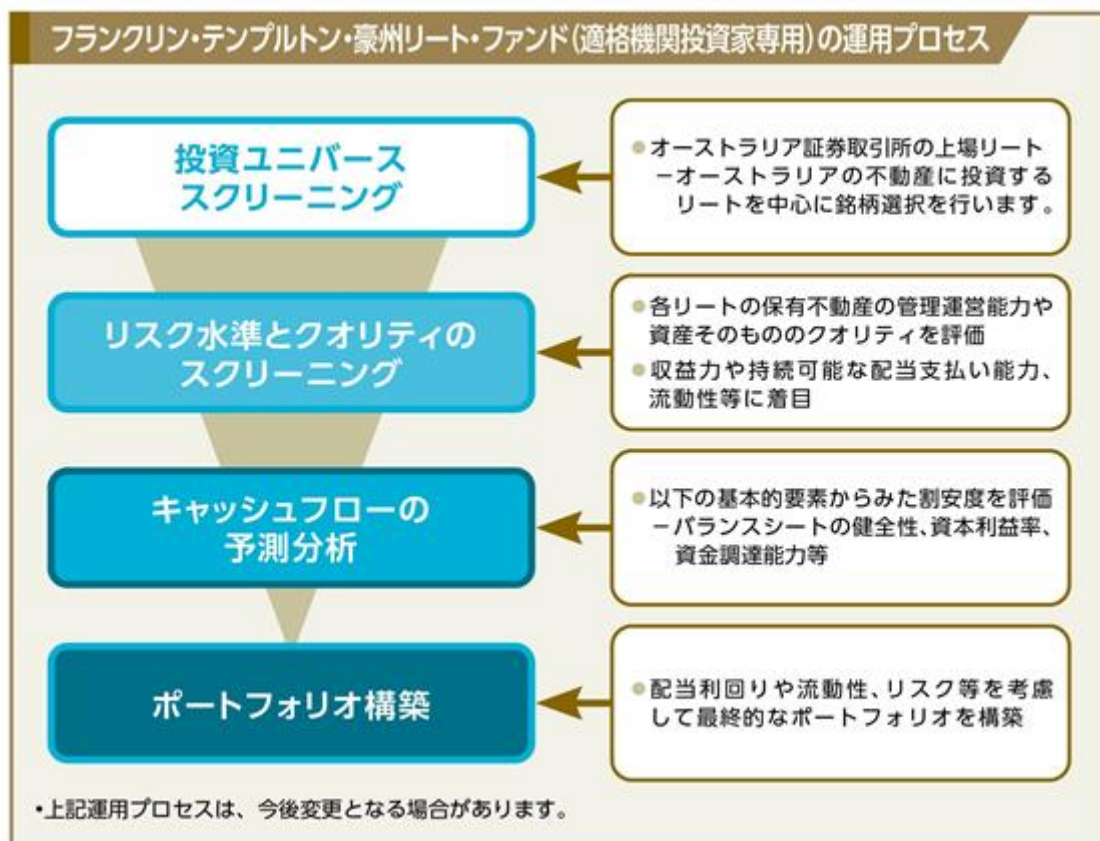 フランクリン・テンプルトン・豪州リート・ファンド(適格機関投資家専用)の運用プロセス
投資ユニバース
スクリーニング
●オーストラリア証券取引所の上場リート
－オーストラリアの不動産に投資する
リートを中心に銘柄選択を行います。
リスク水準とクオリティの
スクリーニング
●各リートの保有不動産の管理運営能力や
資産そのもののクオリティを評価
●収益力や持続可能な配当支払い能力、
流動性等に着目
キャッシュフローの
予測分析
●以下の基本的要素からみた割安度を評価
－バランスシートの健全性、資本利益率、
資金調達能力等
ポートフォリオ構築
●配当利回りや流動性、リスク等を考慮
して最終的なポートフォリオを構築
・上記運用プロセスは、今後変更となる場合があります。